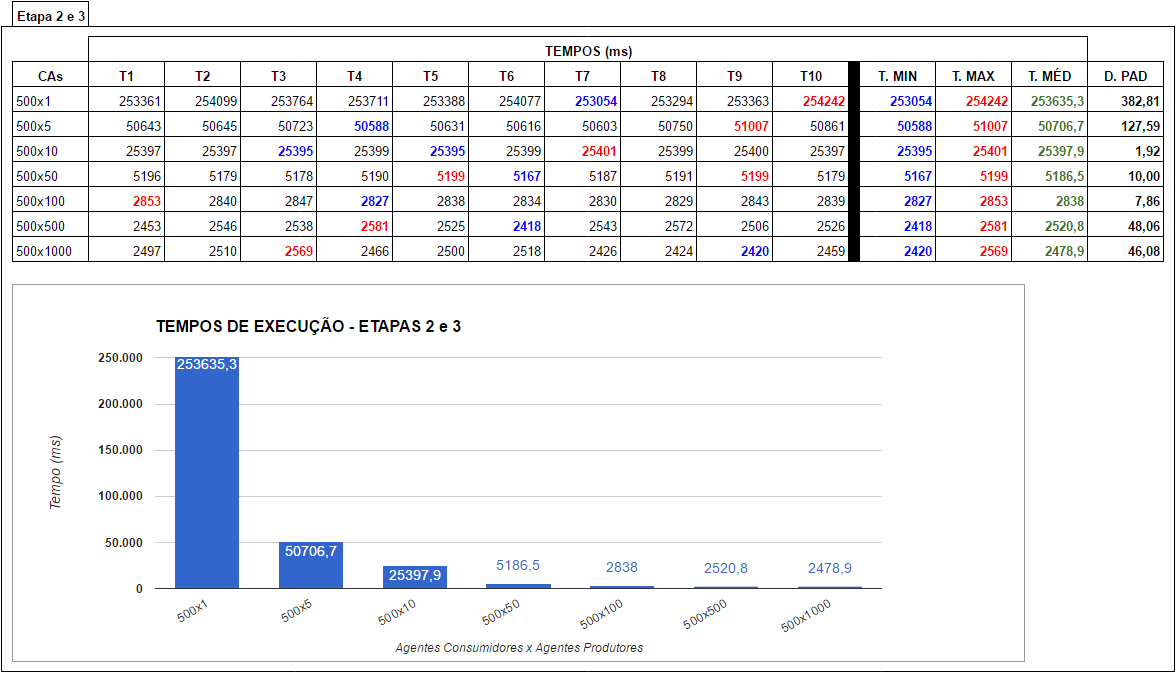 Etapa 2 e 3
TEMPOS (ms)
CAs T1 T2 T3 T4 T5 T6 T7 T8 T9 T10 T. MIN T. MAX T. MÉD D. PAD
500x1 253361 254099 253764 253711 253388 254077 253054 253294 253363 254242 253054 254242 253635,3 382,81
500x5 50643 50645 50723 50588 50631 50616 50603 50750 51007 50861 50588 51007 50706,7 127,59
500x10 25397 25397 25395 25399 25395 25399 25401 25399 25400 25397 25395 25401 25397,9 1,92
500x50 5196 5179 5178 5190 5199 5167 5187 5191 5199 5179 5167 5199 5186,5 10,00
500x100 2853 2840 2847 2827 2838 2834 2830 2829 2843 2839 2827 2853 2838 7,86
500x500 2453 2546 2538 2581 2525 2418 2543 2572 2506 2526 2418 2581 2520,8 48,06
500x1000 2497 2510 2569 2466 2500 2518 2426 2424 2420 2459 2420 2569 2478,9 46,08
TEMPOS DE EXECUÇÃO - ETAPAS 2 e 3
Tempo (ms)
250.000
200.000
150.000
100.000
50.000
0
253635,3
50706,7
25397,9
5186,5
2838
2520,8
2478,9
500x1
500x5
500x10
500x50
500x100
500x500
500x1000
Agentes Consumidores x Agentes Produtores